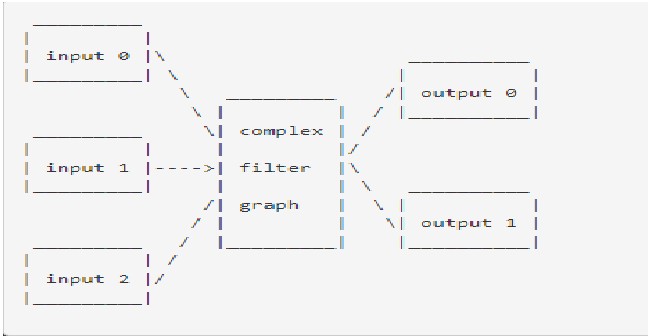 input 0
output 0
complex
input 1
filter
graph
output 1
input 2